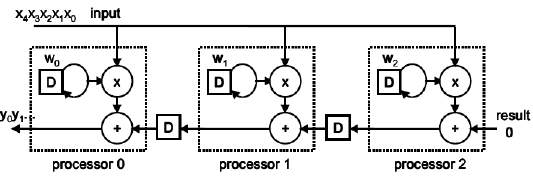 x₄x₃x₂x₁x₀ input
w₀ w₁ w₂
D x D x D x
y₀y₁.. result
+ D + D + 0
processor 0 processor 1 processor 2